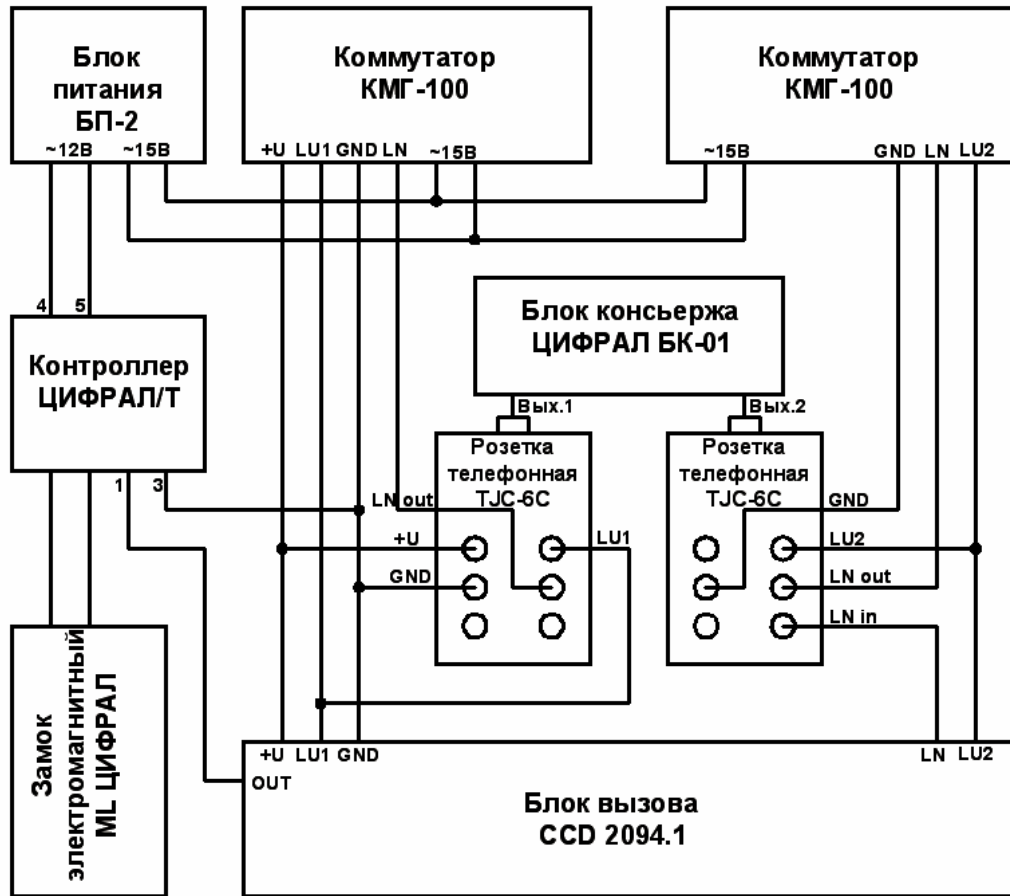 Блок
питания
БП-2
~12В ~15В
Коммутатор
КМГ-100
+U LU1 GND LN ~15В
Коммутатор
КМГ-100
~15В GND LN LU2
4 5
Контроллер
ЦИФРАЛ/Т
1 3
Блок консьержа
ЦИФРАЛ БК-01
Вых.1 Вых.2
Розетка
телефонная
TJC-6C
LN out
+U
GND
LU1
Розетка
телефонная
TJC-6C
GND
LU2
LN out
LN in
Замок
электромагнитный
ML ЦИФРАЛ
+U LU1 GND LN LU2
OUT
Блок вызова
CCD 2094.1